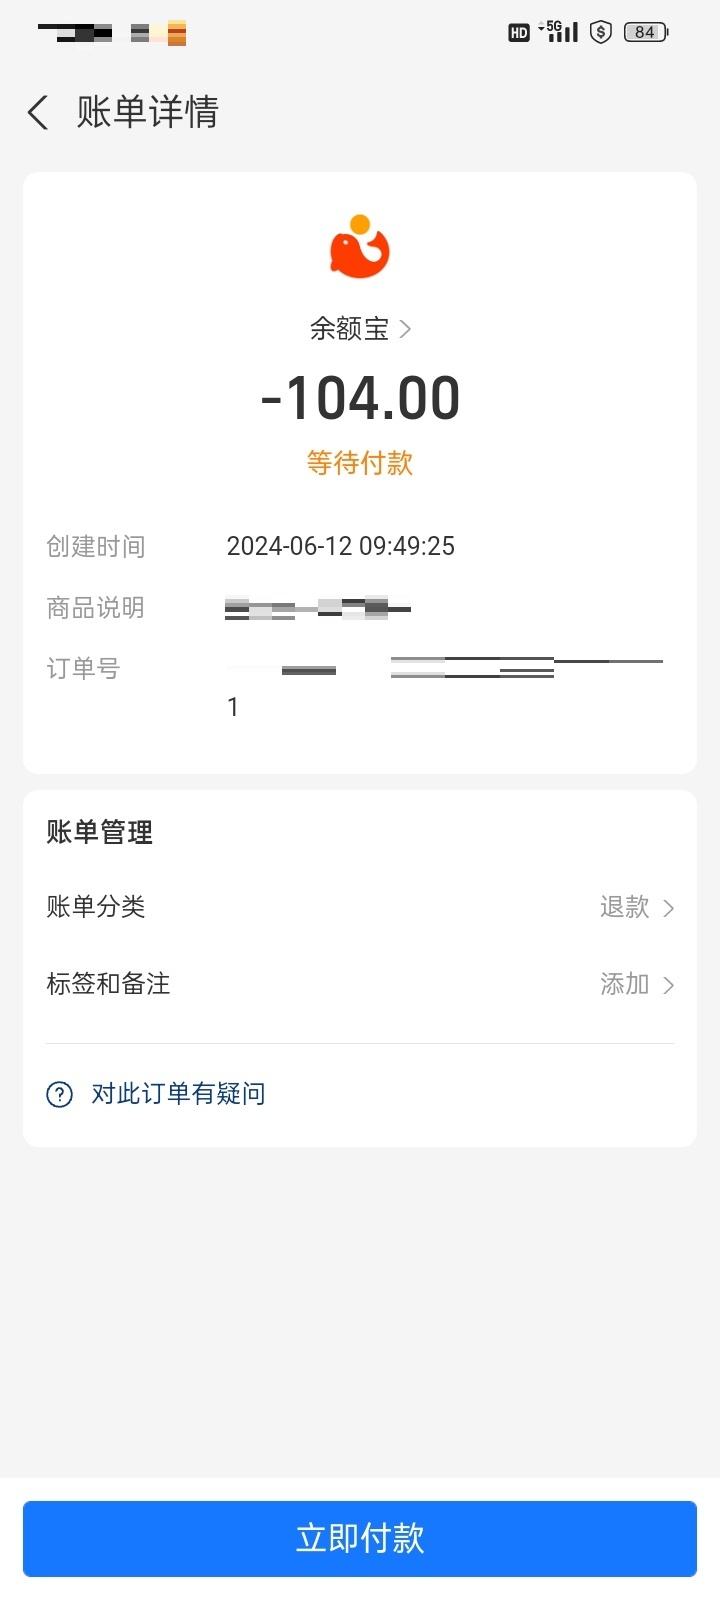 HD 5G 84
账单详情
余额宝
-104.00
等待付款
创建时间 2024-06-12 09:49:25
商品说明
订单号
1
账单管理
账单分类 退款
标签和备注 添加
对此订单有疑问
立即付款